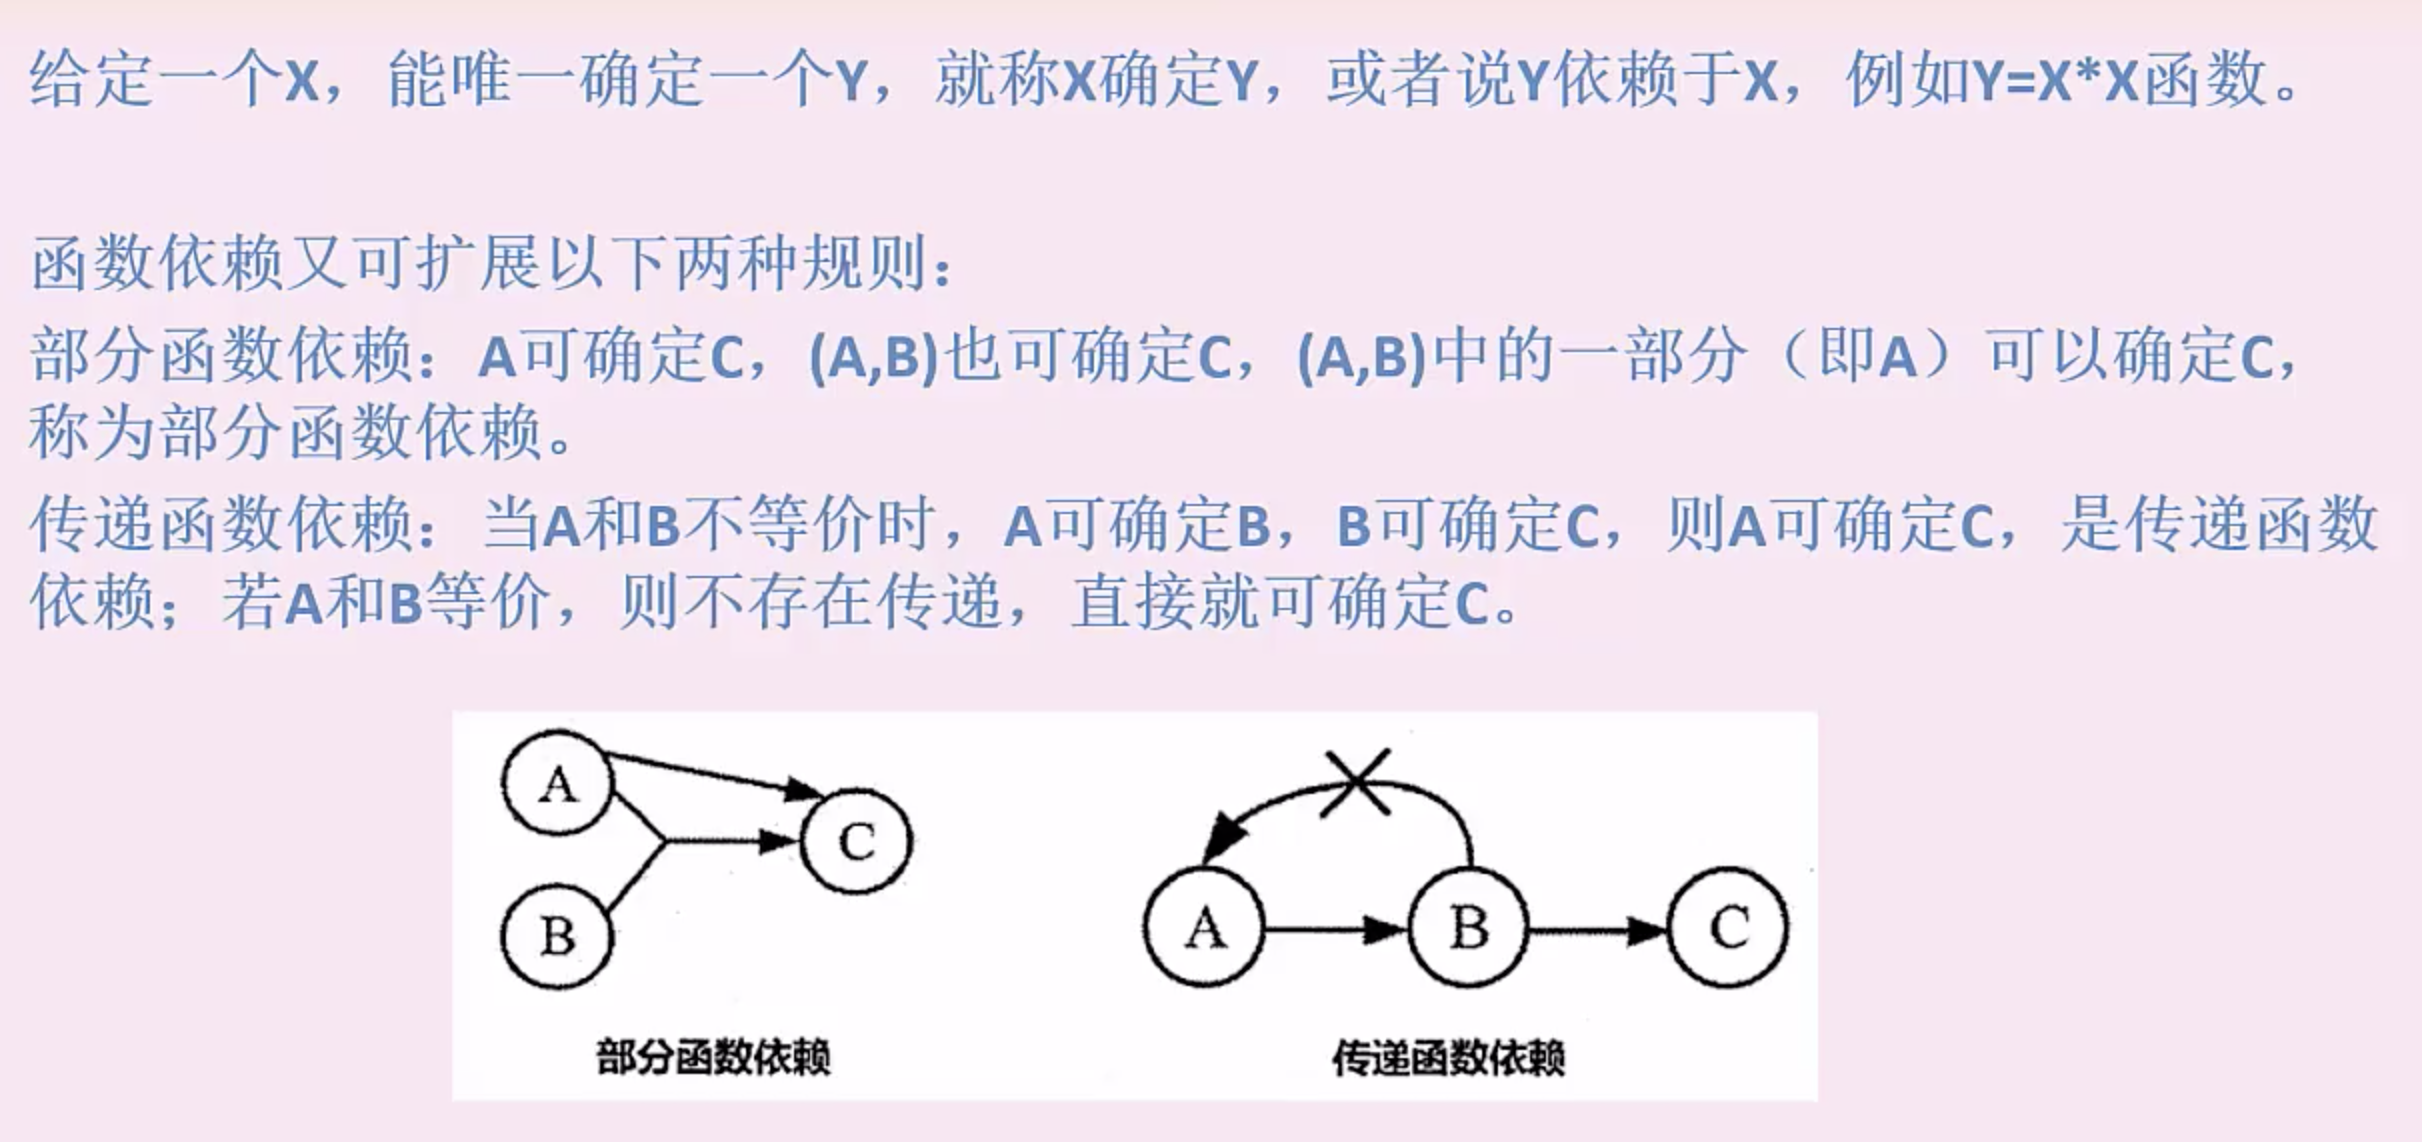 给定一个X，能唯一确定一个Y，就称X确定Y，或者说Y依赖于X，例如Y=X*X函数。
函数依赖又可扩展以下两种规则：
部分函数依赖：A可确定C，(A,B)也可确定C，(A,B)中的一部分（即A）可以确定C，
称为部分函数依赖。
传递函数依赖：当A和B不等价时，A可确定B，B可确定C，则A可确定C，是传递函数
依赖；若A和B等价，则不存在传递，直接就可确定C。
A
C
B
部分函数依赖
A
B
C
传递函数依赖